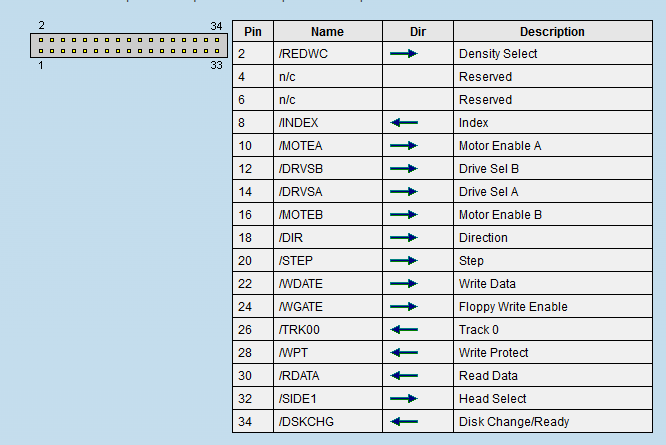 2 34
1 33
Pin Name Dir Description
2 /REDWC Density Select
4 n/c Reserved
6 n/c Reserved
8 /INDEX Index
10 /MOTEA Motor Enable A
12 /DRVSB Drive Sel B
14 /DRVSA Drive Sel A
16 /MOTEB Motor Enable B
18 /DIR Direction
20 /STEP Step
22 /WDATE Write Data
24 /WGATE Floppy Write Enable
26 /TRK00 Track 0
28 /WPT Write Protect
30 /RDATA Read Data
32 /SIDE1 Head Select
34 /DSKCHG Disk Change/Ready